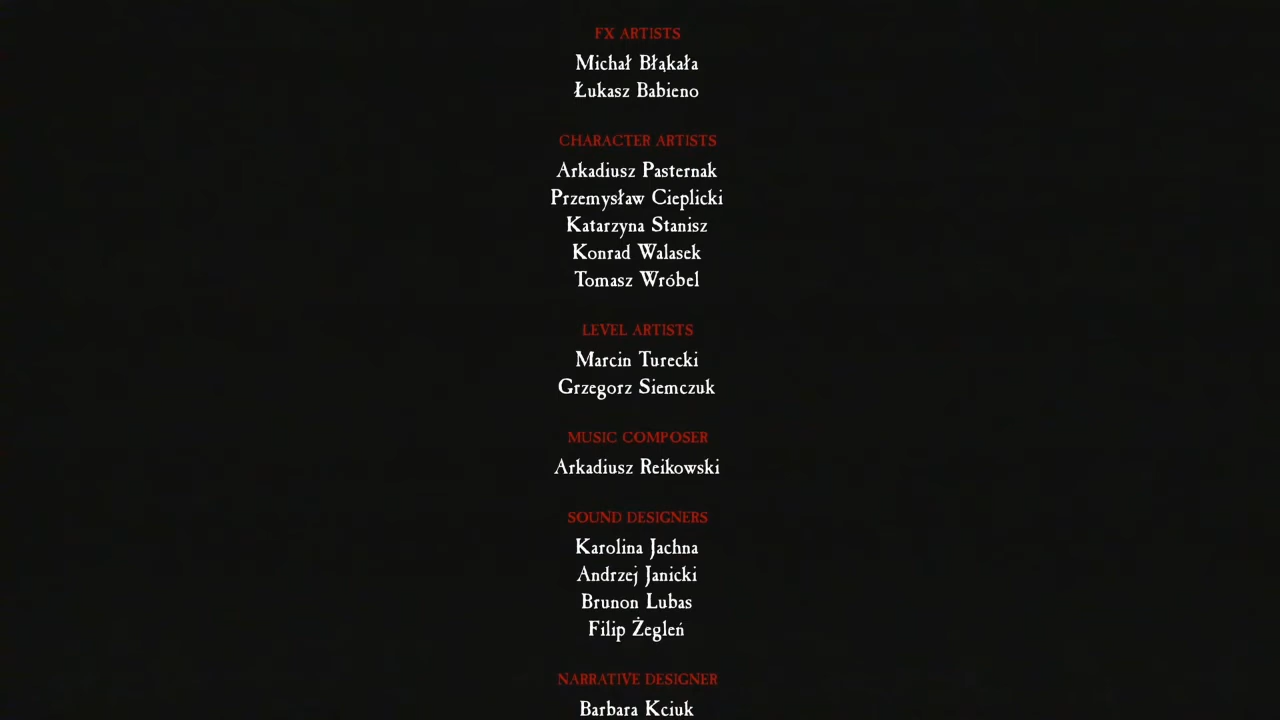 FX ARTISTS
Michał Błąkała
Łukasz Babieno
CHARACTER ARTISTS
Arkadiusz Pasternak
Przemysław Cieplicki
Katarzyna Stanisz
Konrad Walasek
Tomasz Wróbel
LEVEL ARTISTS
Marcin Turecki
Grzegorz Siemczuk
MUSIC COMPOSER
Arkadiusz Reikowski
SOUND DESIGNERS
Karolina Jachna
Andrzej Janicki
Brunon Lubas
Filip Żegleń
NARRATIVE DESIGNER
Barbara Kciuk